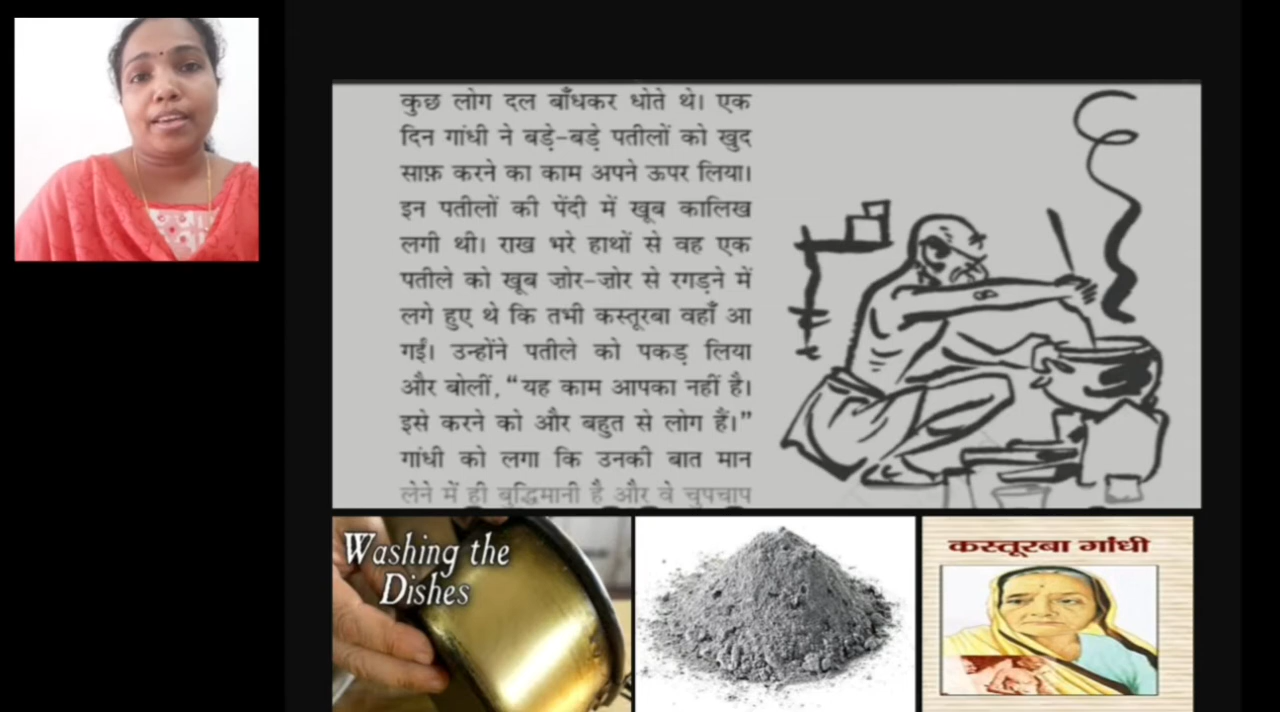 कुछ लोग दल बाँधकर धोते थे। एक
दिन गांधी ने बड़े-बड़े पतीलों को खुद
साफ़ करने का काम अपने ऊपर लिया।
इन पतीलों की पेंदी में खूब कालिख
लगी थी। राख भरे हाथों से वह एक
पतीले को खूब ज़ोर-ज़ोर से रगड़ने में
लगे हुए थे कि तभी कस्तूरबा वहाँ आ
गईं। उन्होंने पतीले को पकड़ लिया
और बोलीं, “यह काम आपका नहीं है।
इसे करने को और बहुत से लोग हैं।”
गांधी को लगा कि उनकी बात मान
लेने में ही बुद्धिमानी है और वे चुपचाप
Washing the
Dishes
कस्तूरबा गांधी